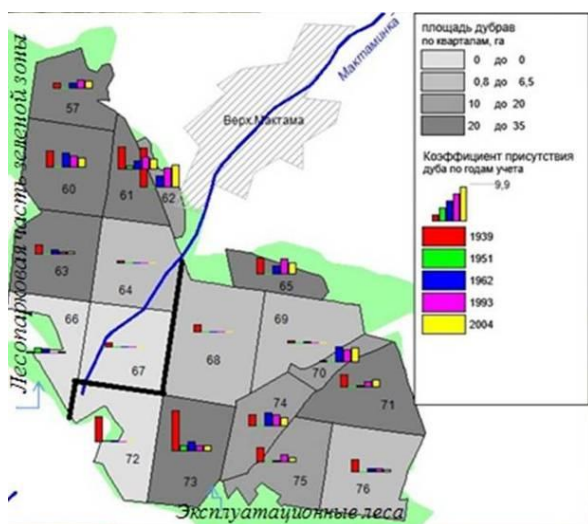 Лесопарковая часть зеленой зоны
Мактаминка
Верх.Мактама
57
60
61
62
63
64
65
66
67
68
69
70
71
72
73
74
75
76
Эксплуатационные леса
площадь дубрав
по кварталам, га
0 до 0
0,8 до 6,5
10 до 20
20 до 35
Коэффициент присутствия
дуба по годам учета
9,9
1939
1951
1962
1993
2004